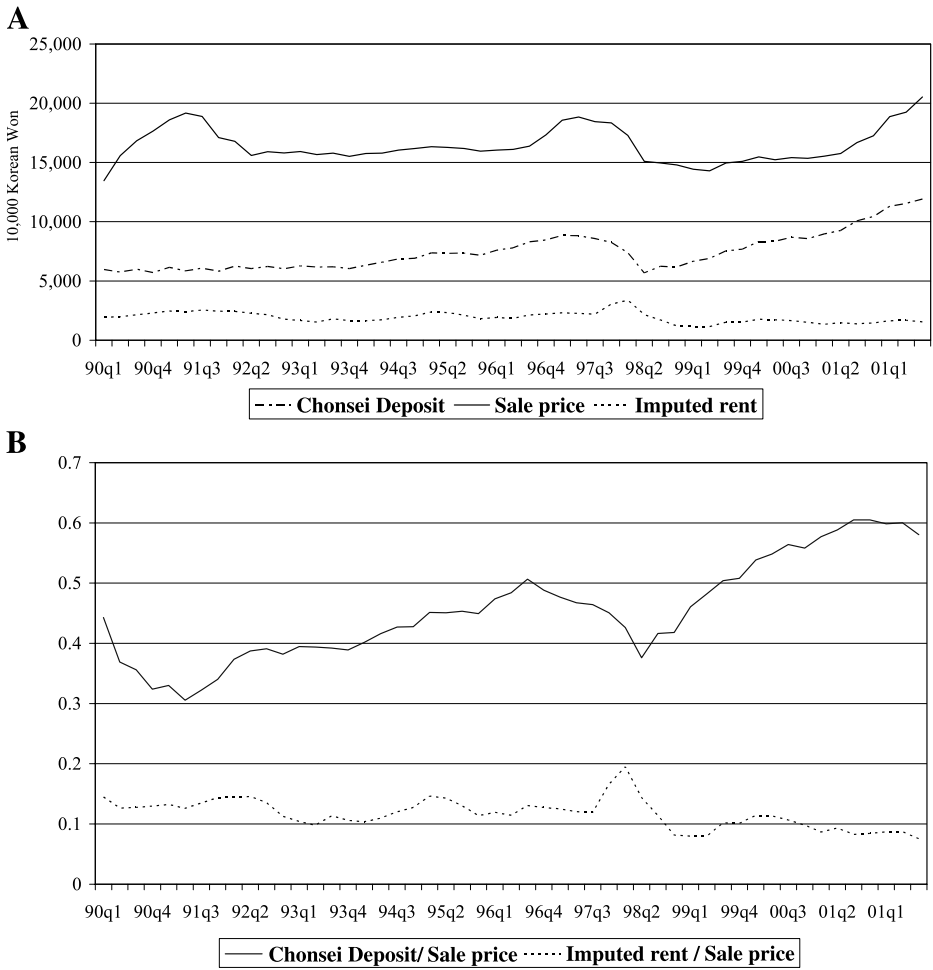 A
25,000
20,000
15,000
10,000
5,000
0
10,000 Korean Won
90q1 90q4 91q3 92q2 93q1 93q4 94q3 95q2 96q1 96q4 97q3 98q2 99q1 99q4 00q3 01q2 01q1
Chonsei Deposit Sale price Imputed rent
B
0.7
0.6
0.5
0.4
0.3
0.2
0.1
0
90q1 90q4 91q3 92q2 93q1 93q4 94q3 95q2 96q1 96q4 97q3 98q2 99q1 99q4 00q3 01q2 01q1
Chonsei Deposit/ Sale price Imputed rent / Sale price